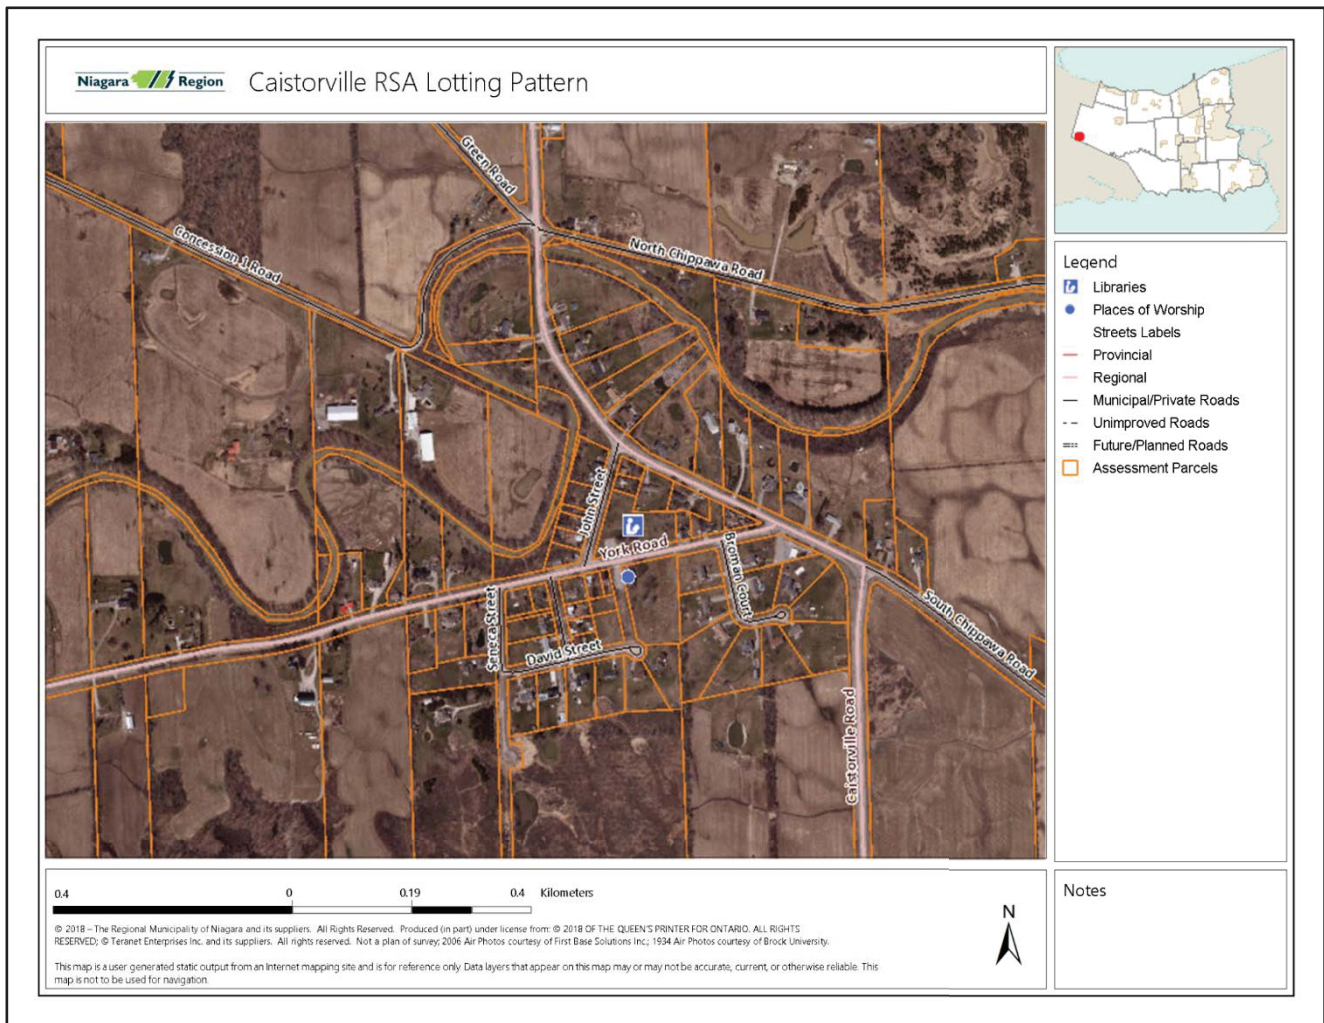 Niagara Region
Caistorville RSA Lotting Pattern
Green Road
Concession 1 Road
North Chippawa Road
John Street
York Road
Broman Court
Seneca Street
David Street
South Chippawa Road
Caistorville Road
Legend
Libraries
Places of Worship
Streets Labels
Provincial
Regional
Municipal/Private Roads
Unimproved Roads
Future/Planned Roads
Assessment Parcels
0.4 0 0.19 0.4 Kilometers
© 2018 – The Regional Municipality of Niagara and its suppliers. All Rights Reserved. Produced (in part) under license from: © 2018 OF THE QUEEN'S PRINTER FOR ONTARIO. ALL RIGHTS
RESERVED; © Teranet Enterprises Inc. and its suppliers. All rights reserved. Not a plan of survey; 2006 Air Photos courtesy of First Base Solutions Inc.; 1934 Air Photos courtesy of Brock University.
This map is a user generated static output from an Internet mapping site and is for reference only. Data layers that appear on this map may or may not be accurate, current, or otherwise reliable. This
map is not to be used for navigation.
N
Notes